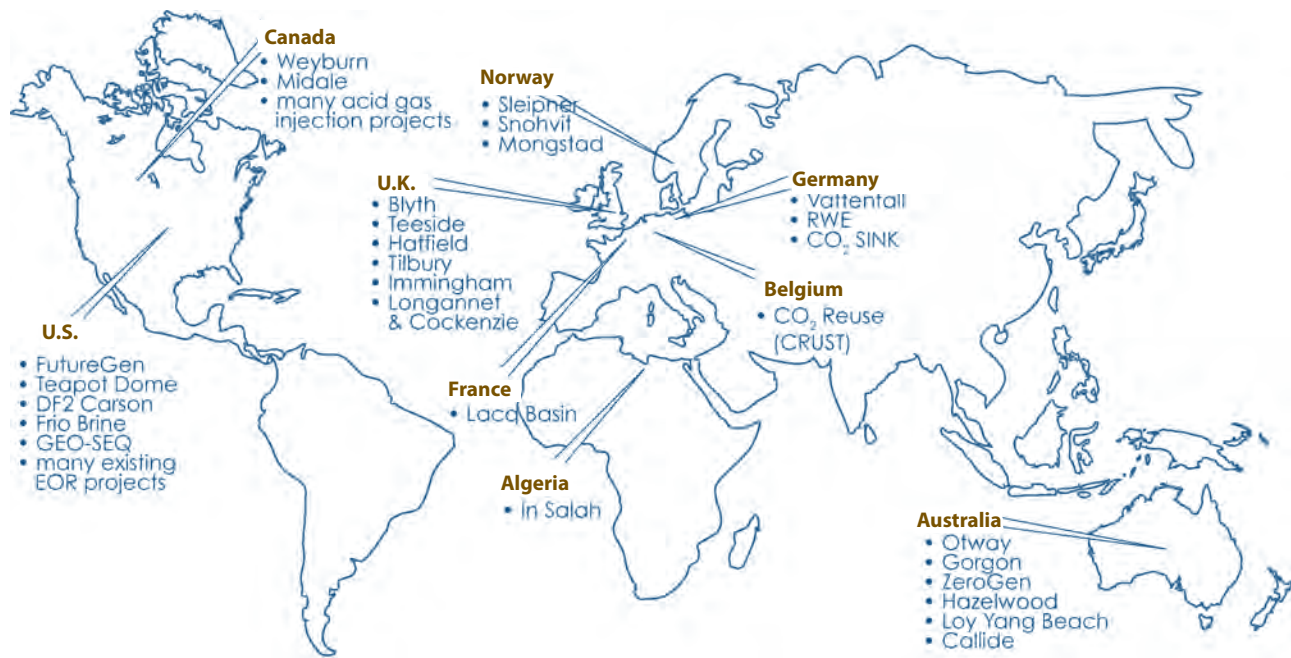 Canada
• Weyburn
• Midale
• many acid gas
injection projects
Norway
• Sleipner
• Snohvit
• Mongstad
U.K.
• Blyth
• Teeside
• Hatfield
• Tilbury
• Immingham
• Longannet
& Cockenzie
Germany
• Vattenfall
• RWE
• CO₂ SINK
Belgium
• CO₂ Reuse
(CRUST)
U.S.
• FutureGen
• Teapot Dome
• DF2 Carson
• Frio Brine
• GEO-SEQ
• many existing
EOR projects
France
• Lacq Basin
Algeria
• In Salah
Australia
• Otway
• Gorgon
• ZeroGen
• Hazelwood
• Loy Yang Beach
• Callide